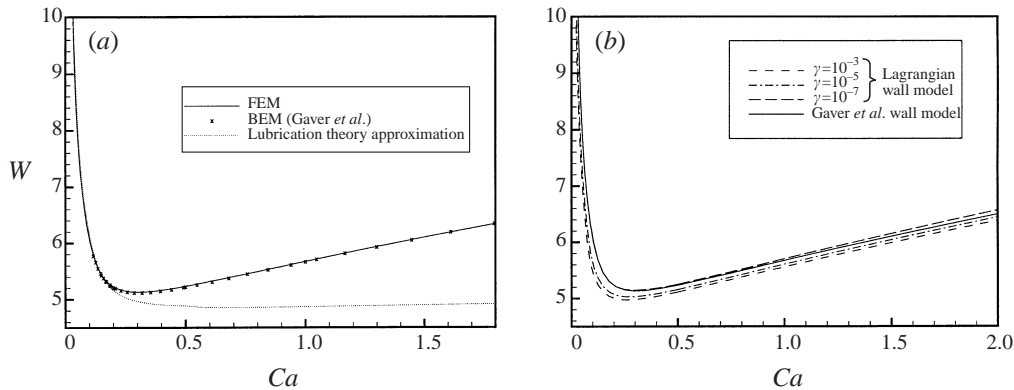 (a)
10
9
8
7
6
5
W
0
0.5
1.0
1.5
Ca
FEM
BEM (Gaver et al.)
Lubrication theory approximation
(b)
10
9
8
7
6
5
0
0.5
1.0
1.5
2.0
Ca
γ=10⁻³
γ=10⁻⁵
γ=10⁻⁷
Lagrangian
wall model
Gaver et al. wall model